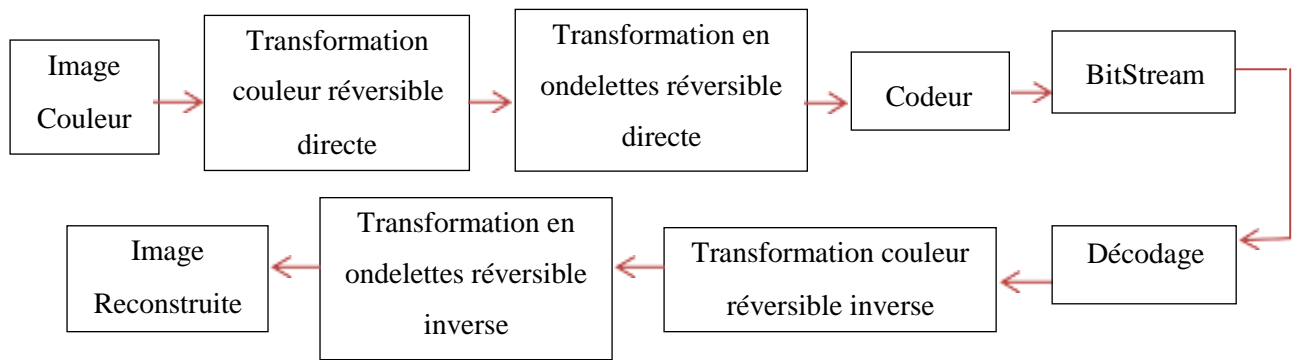 Image
Couleur
Transformation
couleur réversible
directe
Transformation en
ondelettes réversible
directe
Codeur
BitStream
Image
Reconstruite
Transformation en
ondelettes réversible
inverse
Transformation couleur
réversible inverse
Décodage